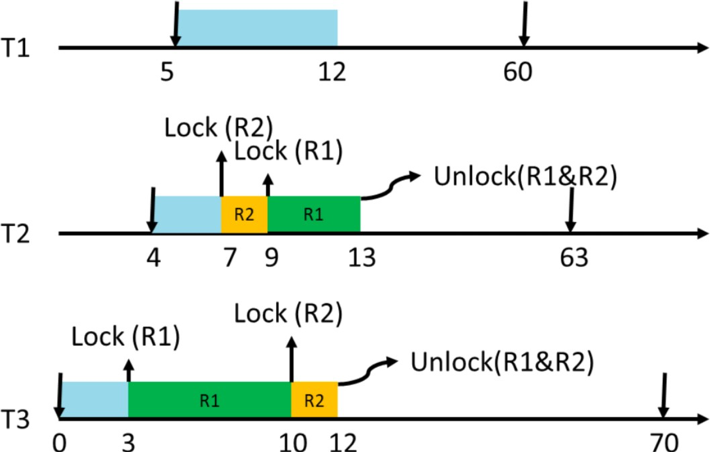 T1
5 12 60
Lock (R2)
Lock (R1)
Unlock(R1&R2)
R2 R1
T2
4 7 9 13 63
Lock (R2)
Lock (R1)
Unlock(R1&R2)
R1 R2
T3
0 3 10 12 70